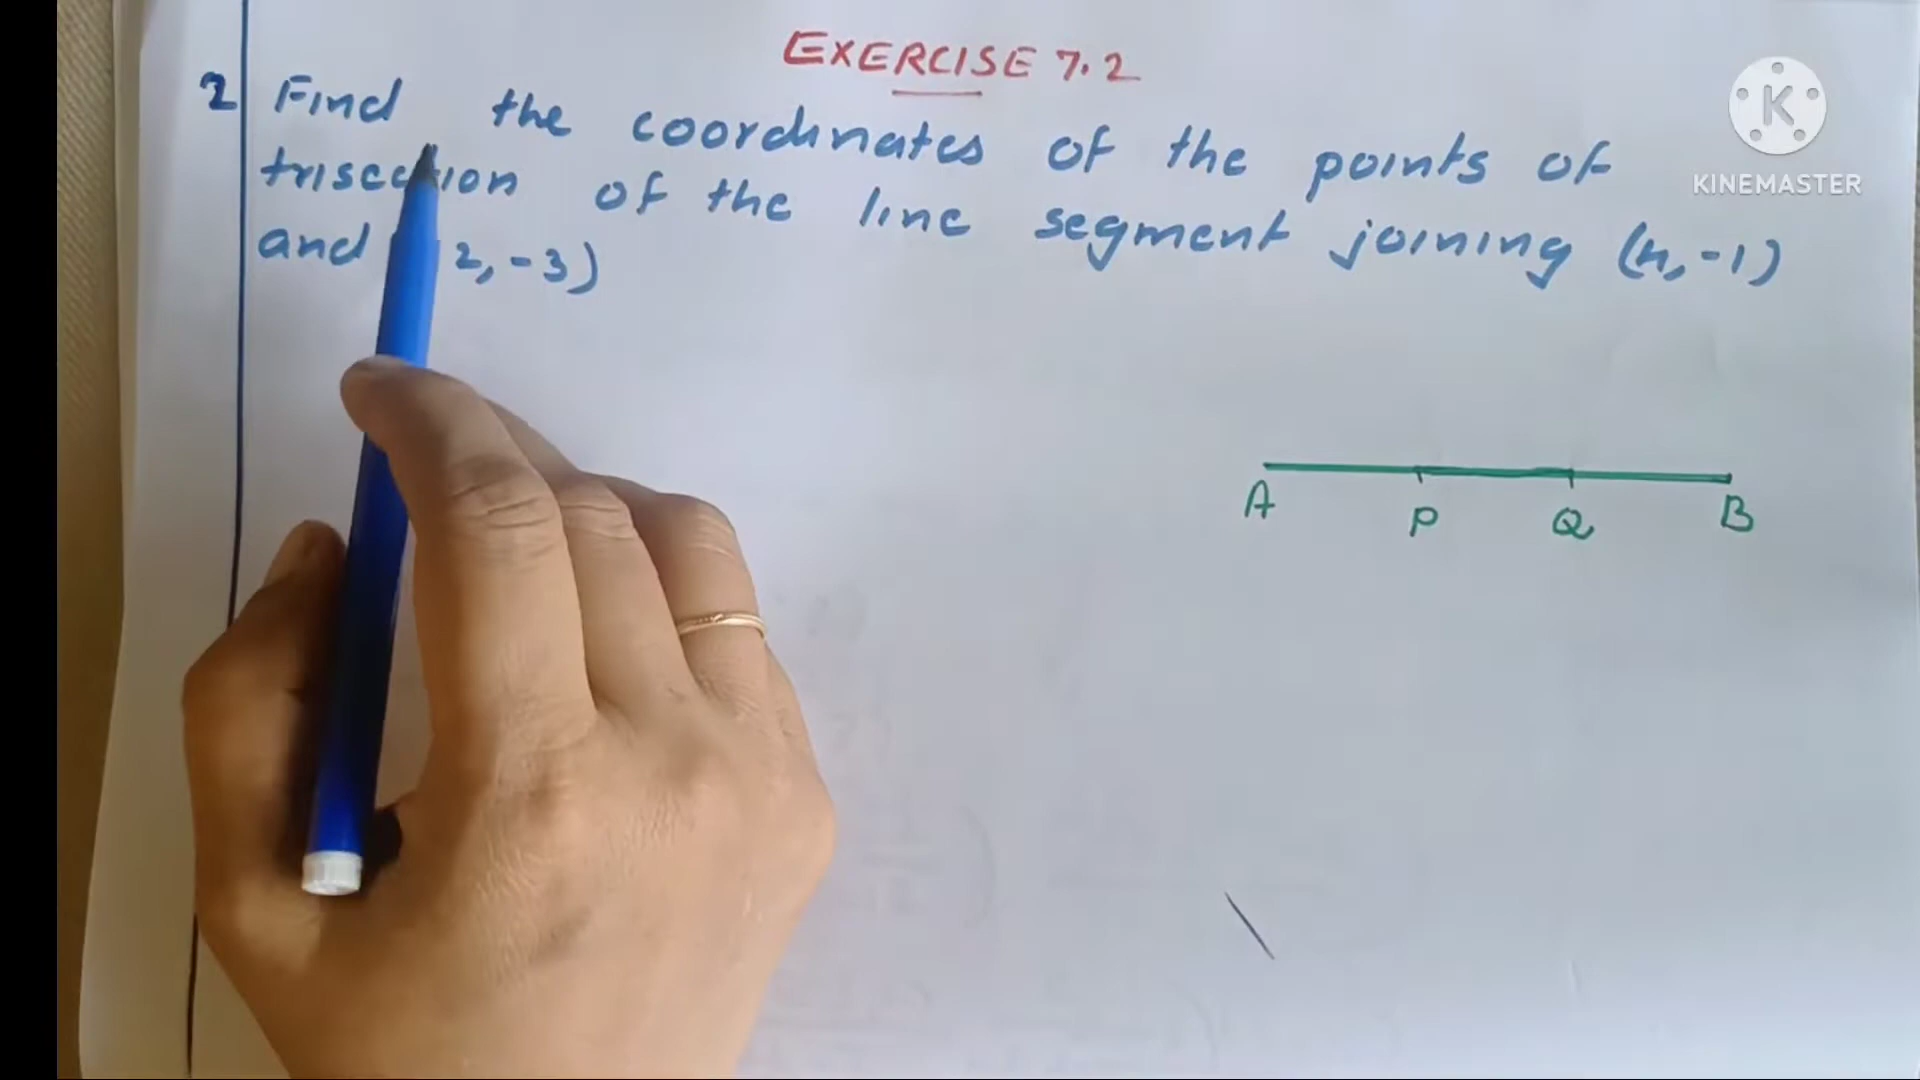 EXERCISE 7.2
2 Find the coordinates of the points of
trisection of the line segment joining (4, -1)
and 2, -3)
A P Q B
K
KINEMASTER